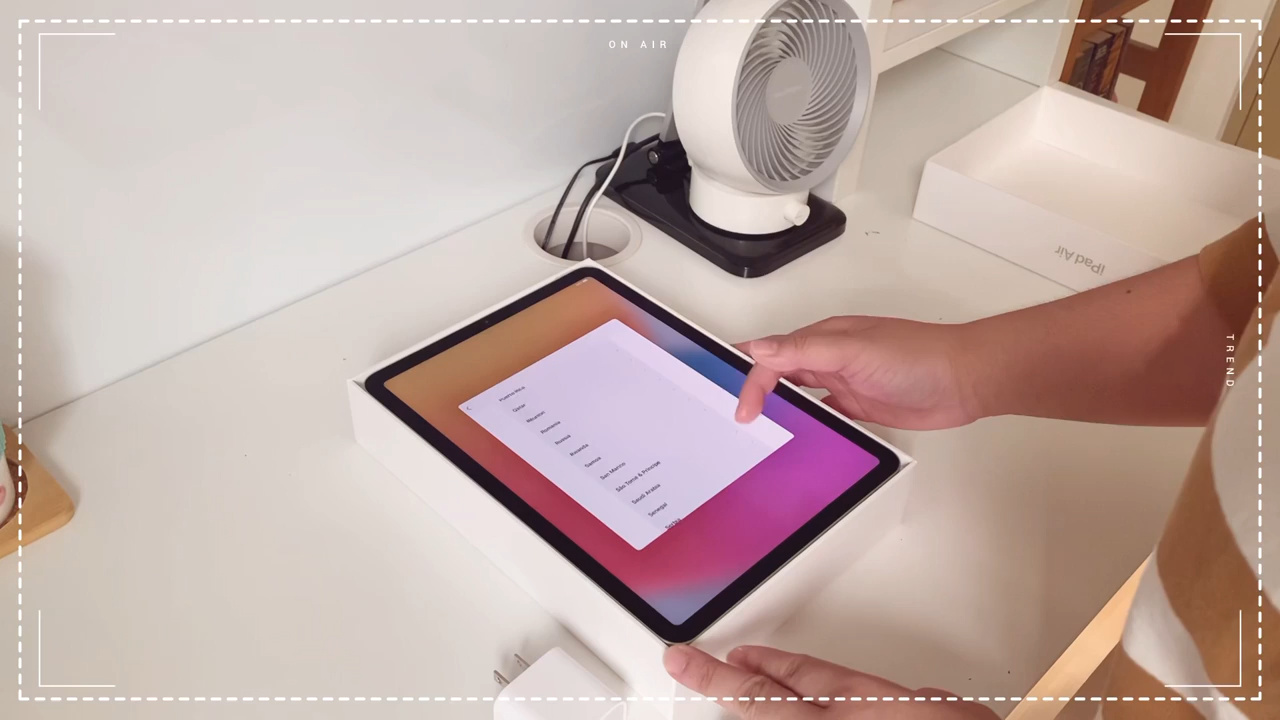 ON AIR
iPad Air
TREND
Puerto Rico
Qatar
Réunion
Romania
Russia
Rwanda
Samoa
San Marino
São Tomé & Príncipe
Saudi Arabia
Senegal
Serbia